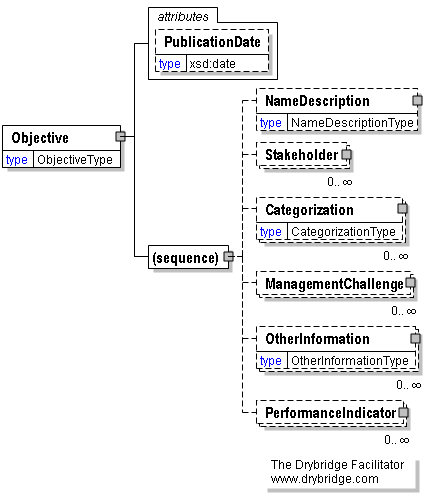 attributes
PublicationDate
type xsd:date
Objective
type ObjectiveType
(sequence)
NameDescription
type NameDescriptionType
Stakeholder
0.. ∞
Categorization
type CategorizationType
0.. ∞
ManagementChallenge
0.. ∞
OtherInformation
type OtherInformationType
0.. ∞
PerformanceIndicator
0.. ∞
The Drybridge Facilitator
www.drybridge.com